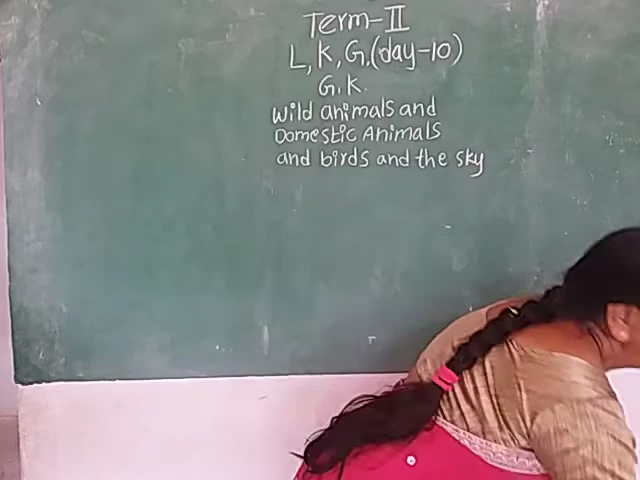 Term-II
L, K, G, (day-10)
G. K.
Wild animals and
Domestic Animals
and birds and the sky